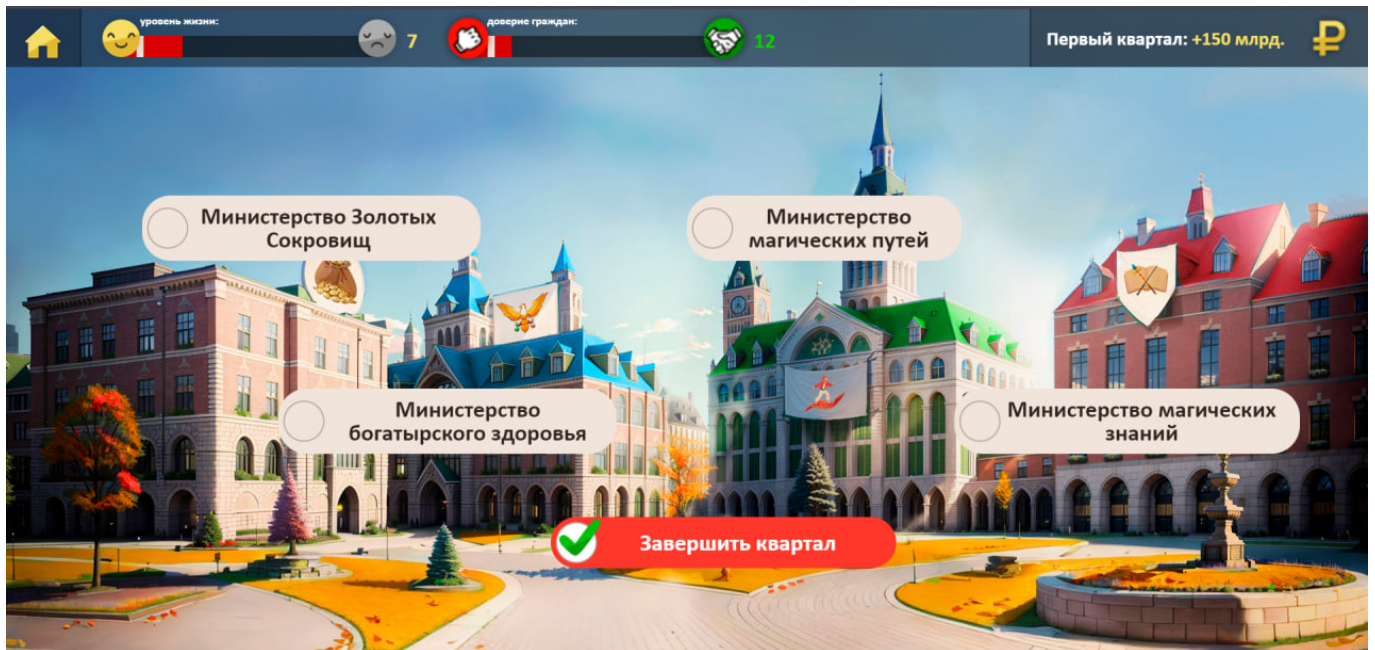 уровень жизни:
7
доверие граждан:
12
Первый квартал: +150 млрд. ₽
Министерство Золотых
Сокровищ
Министерство
магических путей
Министерство
богатырского здоровья
Министерство магических
знаний
Завершить квартал